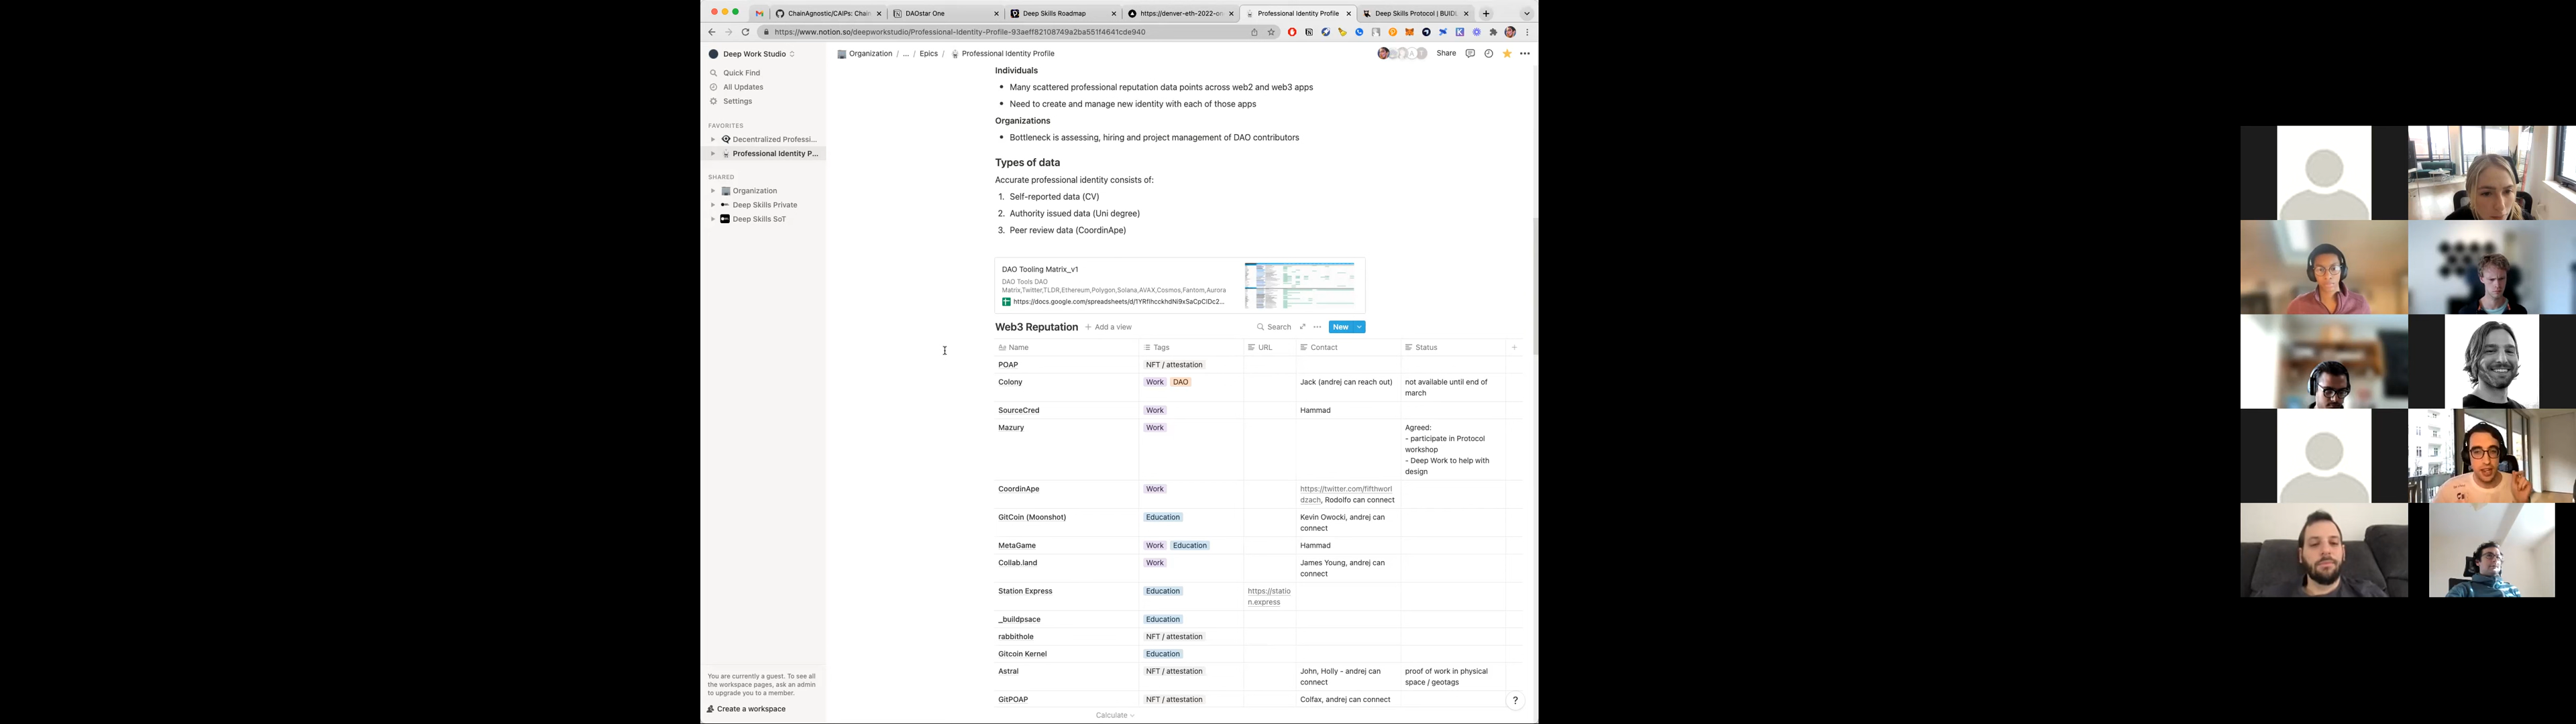 ChainAgnostic/CAIPs: Chain
DAOstar One
Deep Skills Roadmap
https://denver-eth-2022-on
Professional Identity Profile
Deep Skills Protocol | BUIDL
https://www.notion.so/deepworkstudio/Professional-Identity-Profile-93aeff82108749a2ba551f4641cde940
Deep Work Studio
Organization / ... / Epics / Professional Identity Profile
Share
Quick Find
All Updates
Settings
FAVORITES
Decentralized Professi...
Professional Identity P...
SHARED
Organization
Deep Skills Private
Deep Skills SoT
Individuals
• Many scattered professional reputation data points across web2 and web3 apps
• Need to create and manage new identity with each of those apps
Organizations
• Bottleneck is assessing, hiring and project management of DAO contributors
Types of data
Accurate professional identity consists of:
1. Self-reported data (CV)
2. Authority issued data (Uni degree)
3. Peer review data (CoordinApe)
DAO Tooling Matrix_v1
DAO Tools DAO
Matrix,Twitter,TLDR,Ethereum,Polygon,Solana,AVAX,Cosmos,Fantom,Aurora
Web3 Reputation
Add a view
Search
New
Name Tags URL Contact Status
POAP NFT / attestation
Colony Work DAO Jack (andrej can reach out) not available until end of
march
SourceCred Work Hammad
Mazury Work Agreed:
- participate in Protocol
workshop
- Deep Work to help with
design
CoordinApe Work https://twitter.com/fifthworl
dzach, Rodolfo can connect
GitCoin (Moonshot) Education Kevin Owocki, andrej can
connect
MetaGame Work Education Hammad
Collab.land Work James Young, andrej can
connect
Station Express Education https://statio
n.express
_buildpsace Education
rabbithole NFT / attestation
Gitcoin Kernel Education
Astral NFT / attestation John, Holly - andrej can proof of work in physical
connect space / geotags
GitPOAP NFT / attestation Colfax, andrej can connect
Calculate
You are currently a guest. To see all
the workspace pages, ask an admin
to upgrade you to a member.
Create a workspace